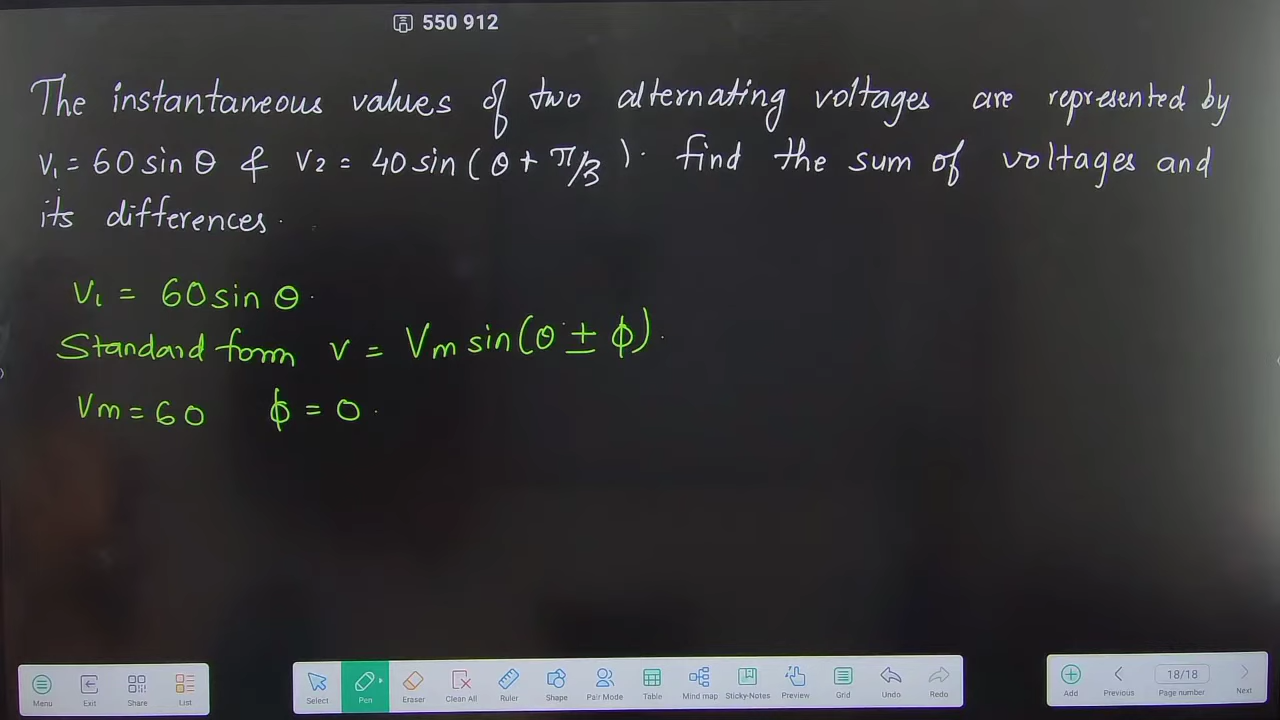 550 912
The instantaneous values of two alternating voltages are represented by
v₁ = 60 sin θ & v₂ = 40 sin (θ + π/3). find the sum of voltages and
its differences.
v₁ = 60 sin θ.
Standard form v = Vm sin (θ ± ϕ).
Vm = 60 ϕ = 0.
Menu Exit Share List Select Pen Eraser Clean All Ruler Shape Pair Mode Table Mind map Sticky-Notes Preview Grid Undo Redo Add Previous 18/18 Page number Next